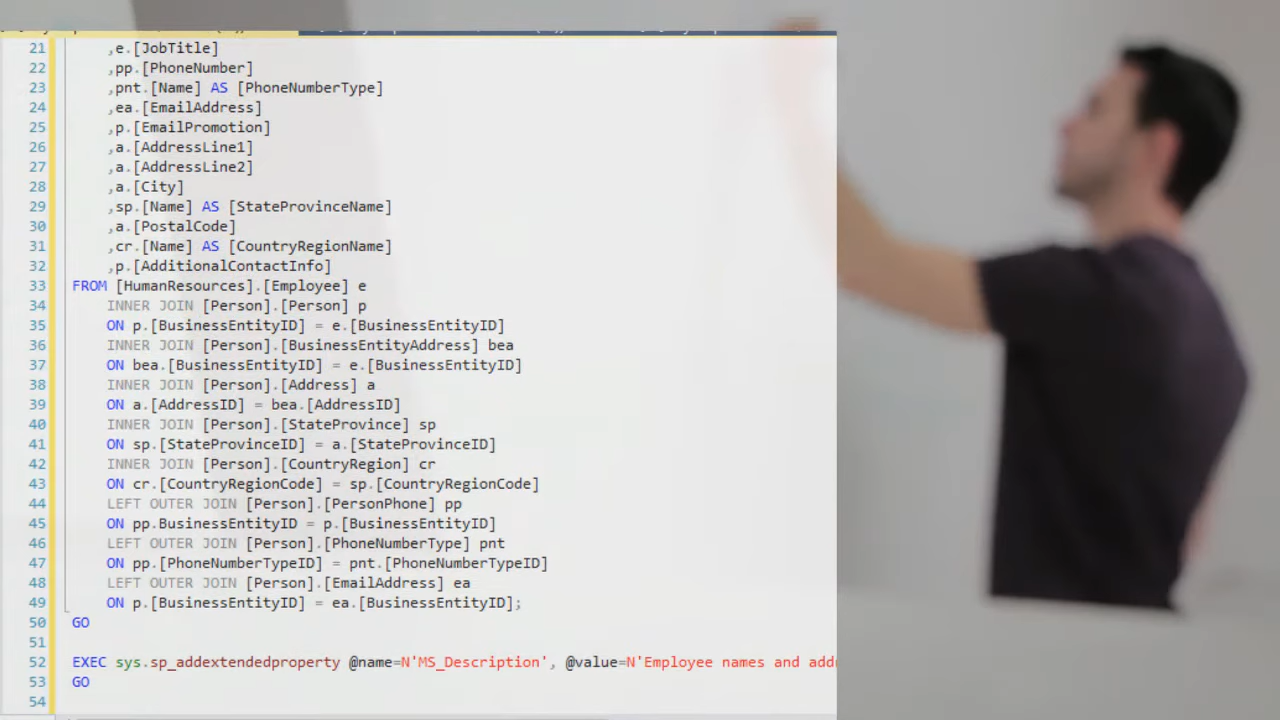 21 ,e.[JobTitle]
22 ,pp.[PhoneNumber]
23 ,pnt.[Name] AS [PhoneNumberType]
24 ,ea.[EmailAddress]
25 ,p.[EmailPromotion]
26 ,a.[AddressLine1]
27 ,a.[AddressLine2]
28 ,a.[City]
29 ,sp.[Name] AS [StateProvinceName]
30 ,a.[PostalCode]
31 ,cr.[Name] AS [CountryRegionName]
32 ,p.[AdditionalContactInfo]
33 FROM [HumanResources].[Employee] e
34 INNER JOIN [Person].[Person] p
35 ON p.[BusinessEntityID] = e.[BusinessEntityID]
36 INNER JOIN [Person].[BusinessEntityAddress] bea
37 ON bea.[BusinessEntityID] = e.[BusinessEntityID]
38 INNER JOIN [Person].[Address] a
39 ON a.[AddressID] = bea.[AddressID]
40 INNER JOIN [Person].[StateProvince] sp
41 ON sp.[StateProvinceID] = a.[StateProvinceID]
42 INNER JOIN [Person].[CountryRegion] cr
43 ON cr.[CountryRegionCode] = sp.[CountryRegionCode]
44 LEFT OUTER JOIN [Person].[PersonPhone] pp
45 ON pp.BusinessEntityID = p.[BusinessEntityID]
46 LEFT OUTER JOIN [Person].[PhoneNumberType] pnt
47 ON pp.[PhoneNumberTypeID] = pnt.[PhoneNumberTypeID]
48 LEFT OUTER JOIN [Person].[EmailAddress] ea
49 ON p.[BusinessEntityID] = ea.[BusinessEntityID];
50 GO
51
52 EXEC sys.sp_addextendedproperty @name=N'MS_Description', @value=N'Employee names and add
53 GO
54